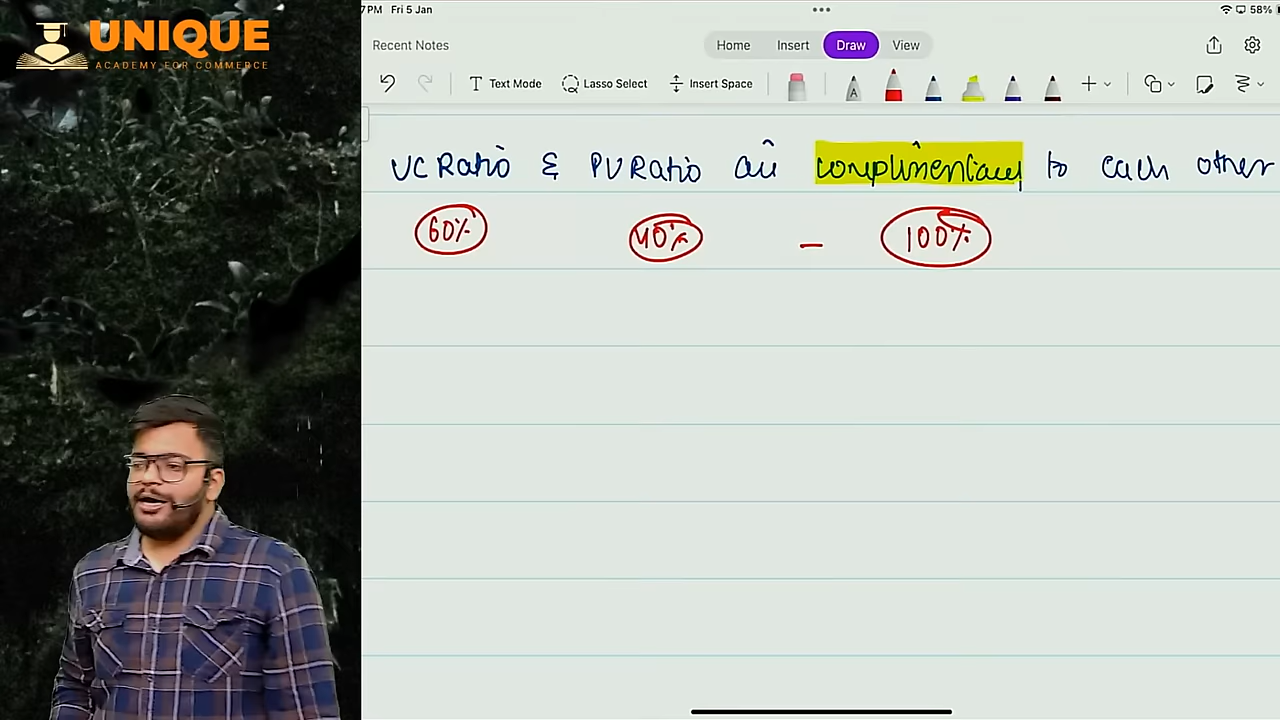 UNIQUE
ACADEMY FOR COMMERCE
7PM Fri 5 Jan
58%
Recent Notes
Home Insert Draw View
Text Mode Lasso Select Insert Space
VC Ratio & PV Ratio are complimentary to each other
60% 40% - 100%